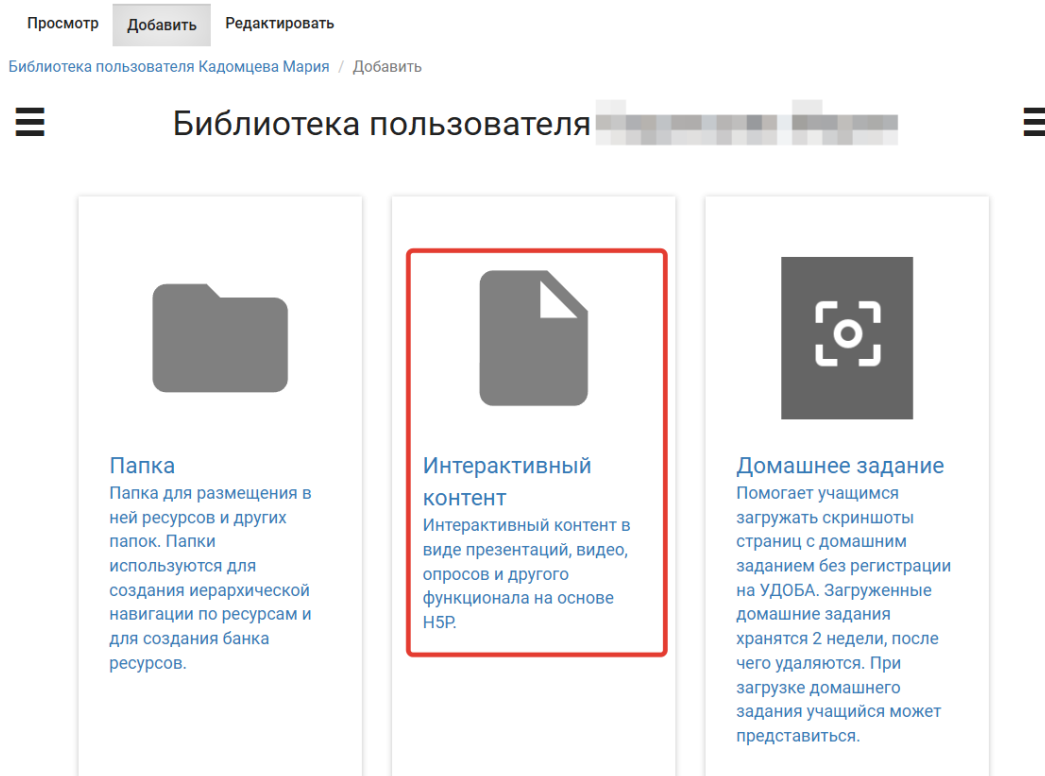 Просмотр Добавить Редактировать
Библиотека пользователя Кадомцева Мария / Добавить
Библиотека пользователя
Папка
Папка для размещения в
ней ресурсов и других
папок. Папки
используются для
создания иерархической
навигации по ресурсам и
для создания банка
ресурсов.
Интерактивный
контент
Интерактивный контент в
виде презентаций, видео,
опросов и другого
функционала на основе
H5P.
Домашнее задание
Помогает учащимся
загружать скриншоты
страниц с домашним
заданием без регистрации
на УДОБА. Загруженные
домашние задания
хранятся 2 недели, после
чего удаляются. При
загрузке домашнего
задания учащийся может
представиться.